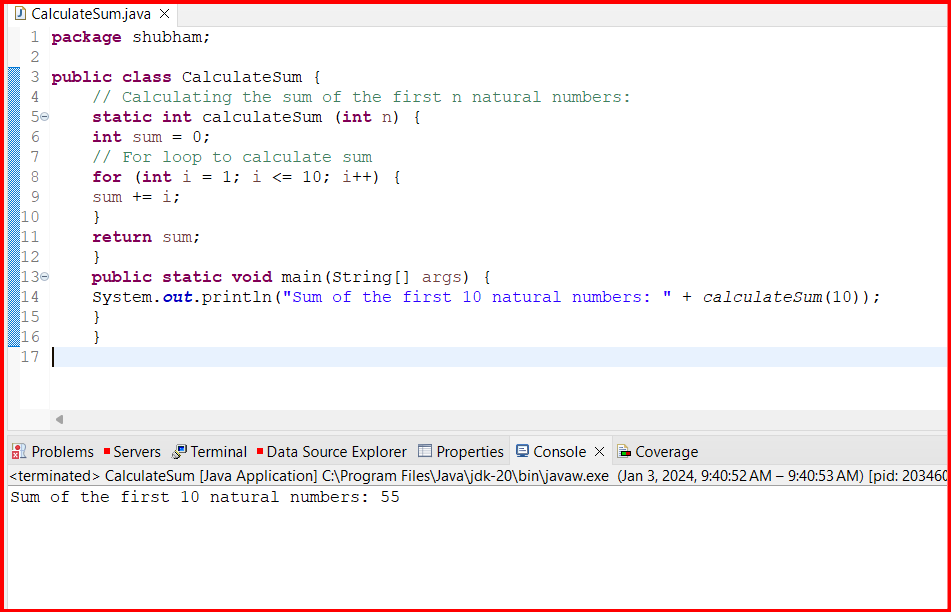 CalculateSum.java
1 package shubham;
2
3 public class CalculateSum {
4 // Calculating the sum of the first n natural numbers:
5 static int calculateSum (int n) {
6 int sum = 0;
7 // For loop to calculate sum
8 for (int i = 1; i <= 10; i++) {
9 sum += i;
10 }
11 return sum;
12 }
13 public static void main(String[] args) {
14 System.out.println("Sum of the first 10 natural numbers: " + calculateSum(10));
15 }
16 }
17
Problems Servers Terminal Data Source Explorer Properties Console Coverage
<terminated> CalculateSum [Java Application] C:\Program Files\Java\jdk-20\bin\javaw.exe (Jan 3, 2024, 9:40:52 AM – 9:40:53 AM) [pid: 203460
Sum of the first 10 natural numbers: 55